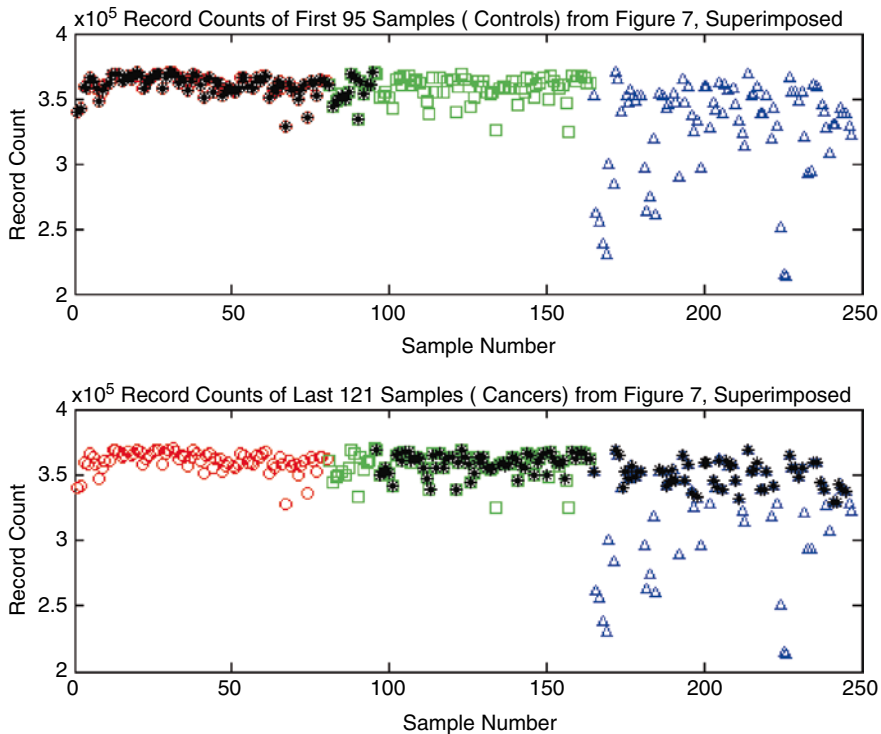 x10^5 Record Counts of First 95 Samples ( Controls) from Figure 7, Superimposed
4
3.5
3
2.5
2
Record Count
0 50 100 150 200 250
Sample Number
x10^5 Record Counts of Last 121 Samples ( Cancers) from Figure 7, Superimposed
4
3.5
3
2.5
2
Record Count
0 50 100 150 200 250
Sample Number